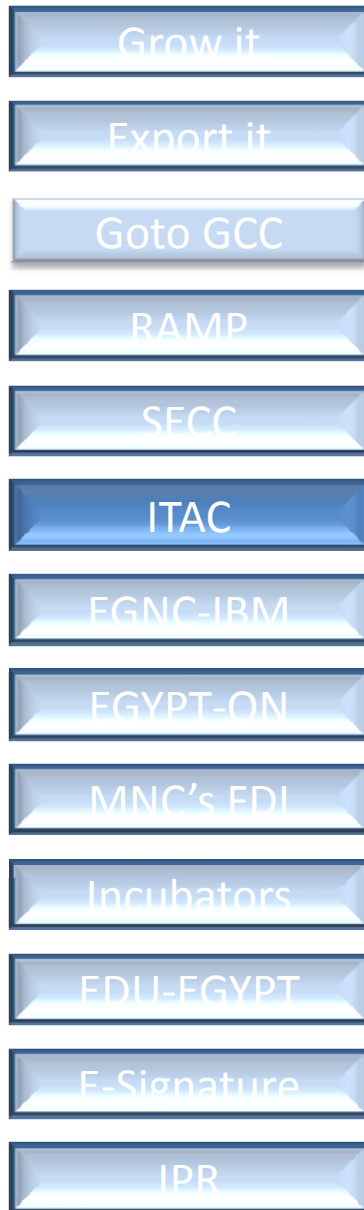 Grow it
Export it
Goto GCC
RAMP
SECC
ITAC
EGNC-IBM
EGYPT-ON
MNC’s FDI
Incubators
EDU-EGYPT
E-Signature
IPR